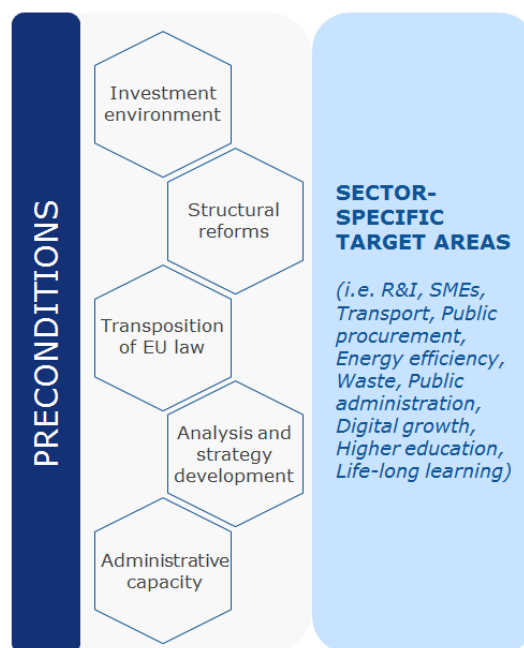 PRECONDITIONS
Investment
environment
Structural
reforms
Transposition
of EU law
Analysis and
strategy
development
Administrative
capacity
SECTOR-
SPECIFIC
TARGET AREAS
(i.e. R&I, SMEs,
Transport, Public
procurement,
Energy efficiency,
Waste, Public
administration,
Digital growth,
Higher education,
Life-long learning)